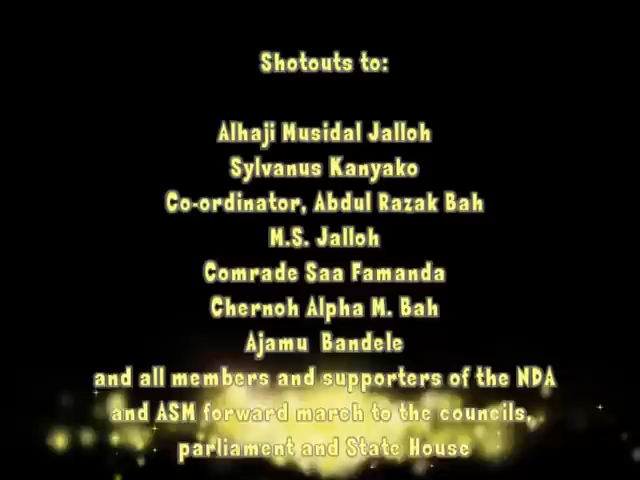 Shotouts to:
Alhaji Musidal Jalloh
Sylvanus Kanyako
Co-ordinator, Abdul Razak Bah
M.S. Jalloh
Comrade Saa Famanda
Chernoh Alpha M. Bah
Ajamu Bandele
and all members and supporters of the NDA
and ASM forward march to the councils,
parliament and State House